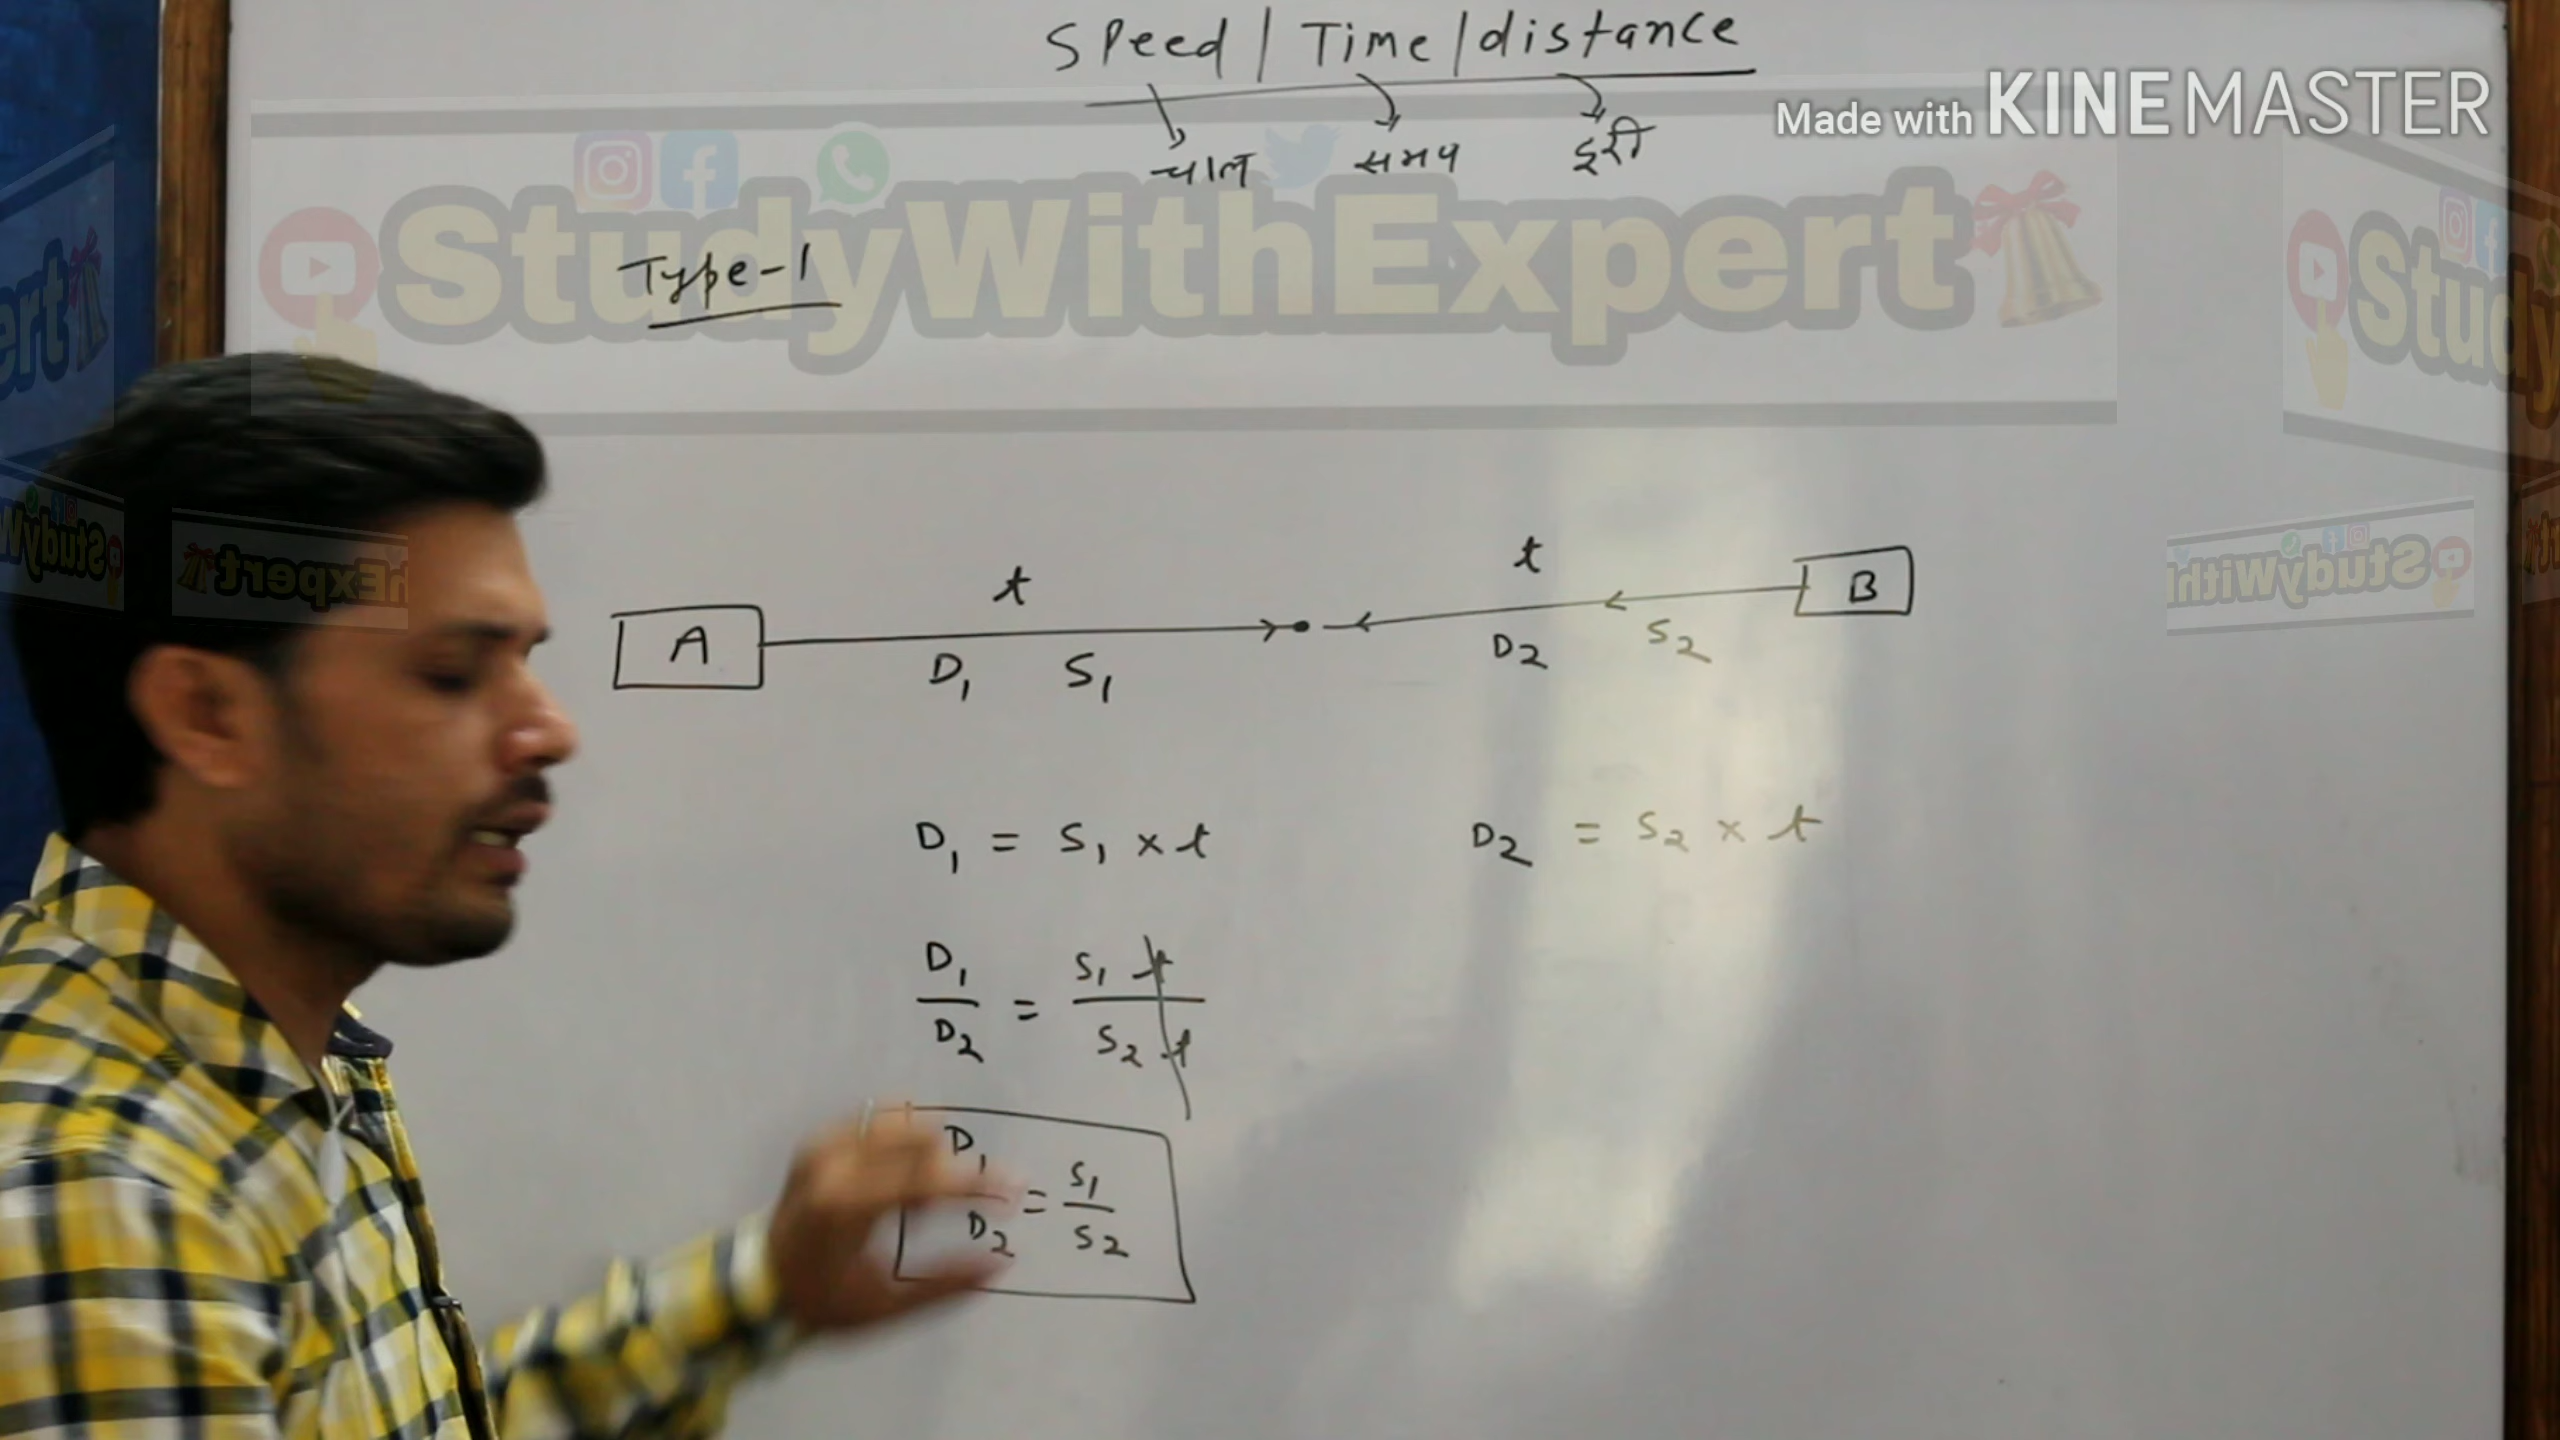 Speed / Time / distance
चाल समय दूरी
Made with KINEMASTER
StudyWithExpert
Type-1
t t
A B
D1 S1 D2 S2
D1 = S1 × t D2 = S2 × t
D1/D2 = S1 t/S2 t
D1/D2 = S1/S2